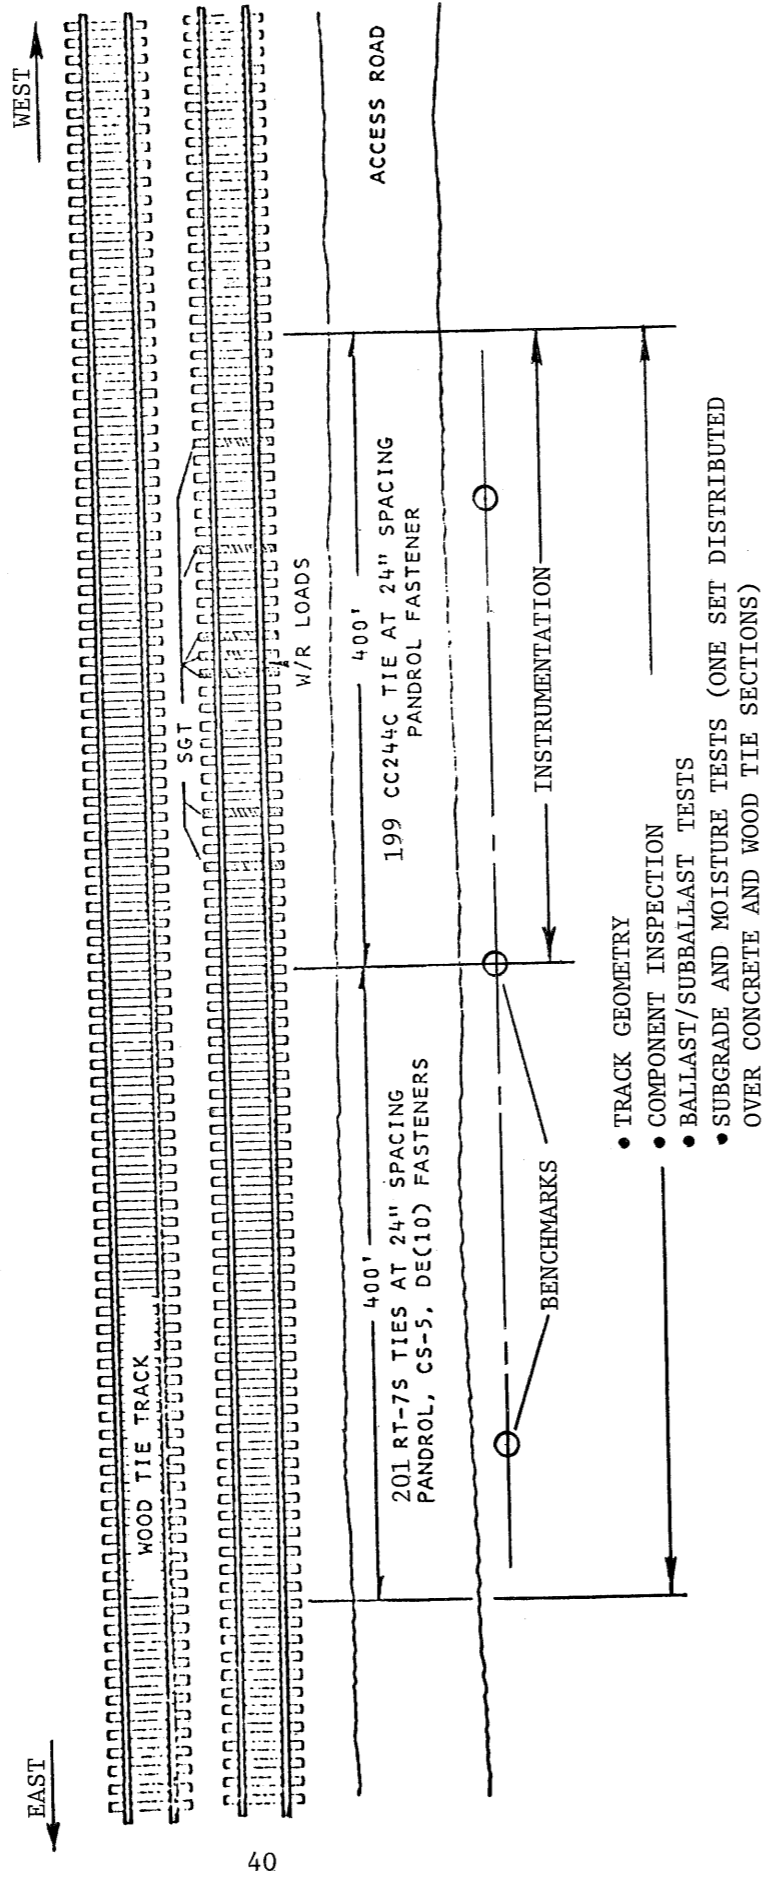 WEST
EAST
WOOD TIE TRACK
SGT
W/R LOADS
ACCESS ROAD
400'
199 CC244C TIE AT 24" SPACING
PANDROL FASTENER
400'
201 RT-7S TIES AT 24" SPACING
PANDROL, CS-5, DE(10) FASTENERS
INSTRUMENTATION
BENCHMARKS
• TRACK GEOMETRY
• COMPONENT INSPECTION
• BALLAST/SUBBALLAST TESTS
• SUBGRADE AND MOISTURE TESTS (ONE SET DISTRIBUTED
OVER CONCRETE AND WOOD TIE SECTIONS)
40